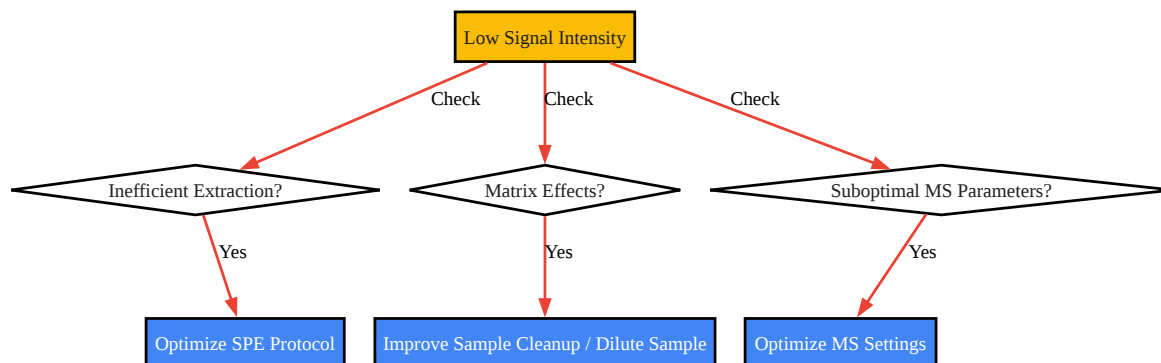 Low Signal Intensity
Check
Check
Check
Inefficient Extraction?
Matrix Effects?
Suboptimal MS Parameters?
Yes
Yes
Yes
Optimize SPE Protocol
Improve Sample Cleanup / Dilute Sample
Optimize MS Settings